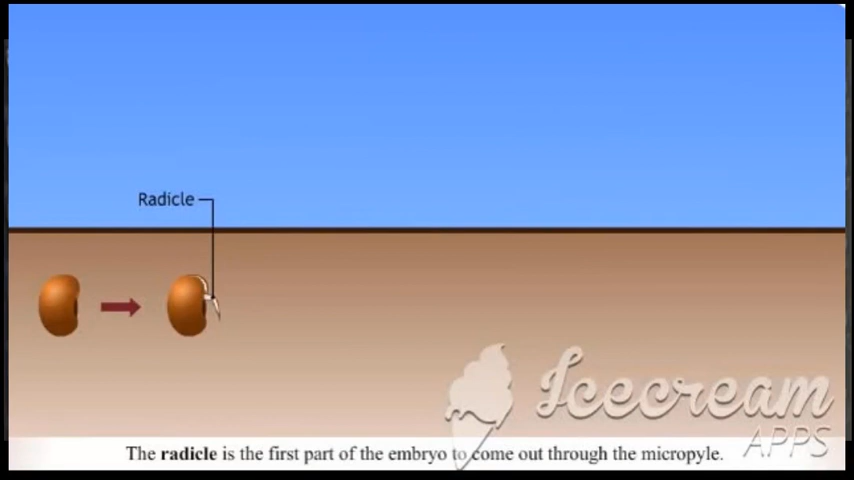 Radicle
Icecream
APPS
The radicle is the first part of the embryo to come out through the micropyle.